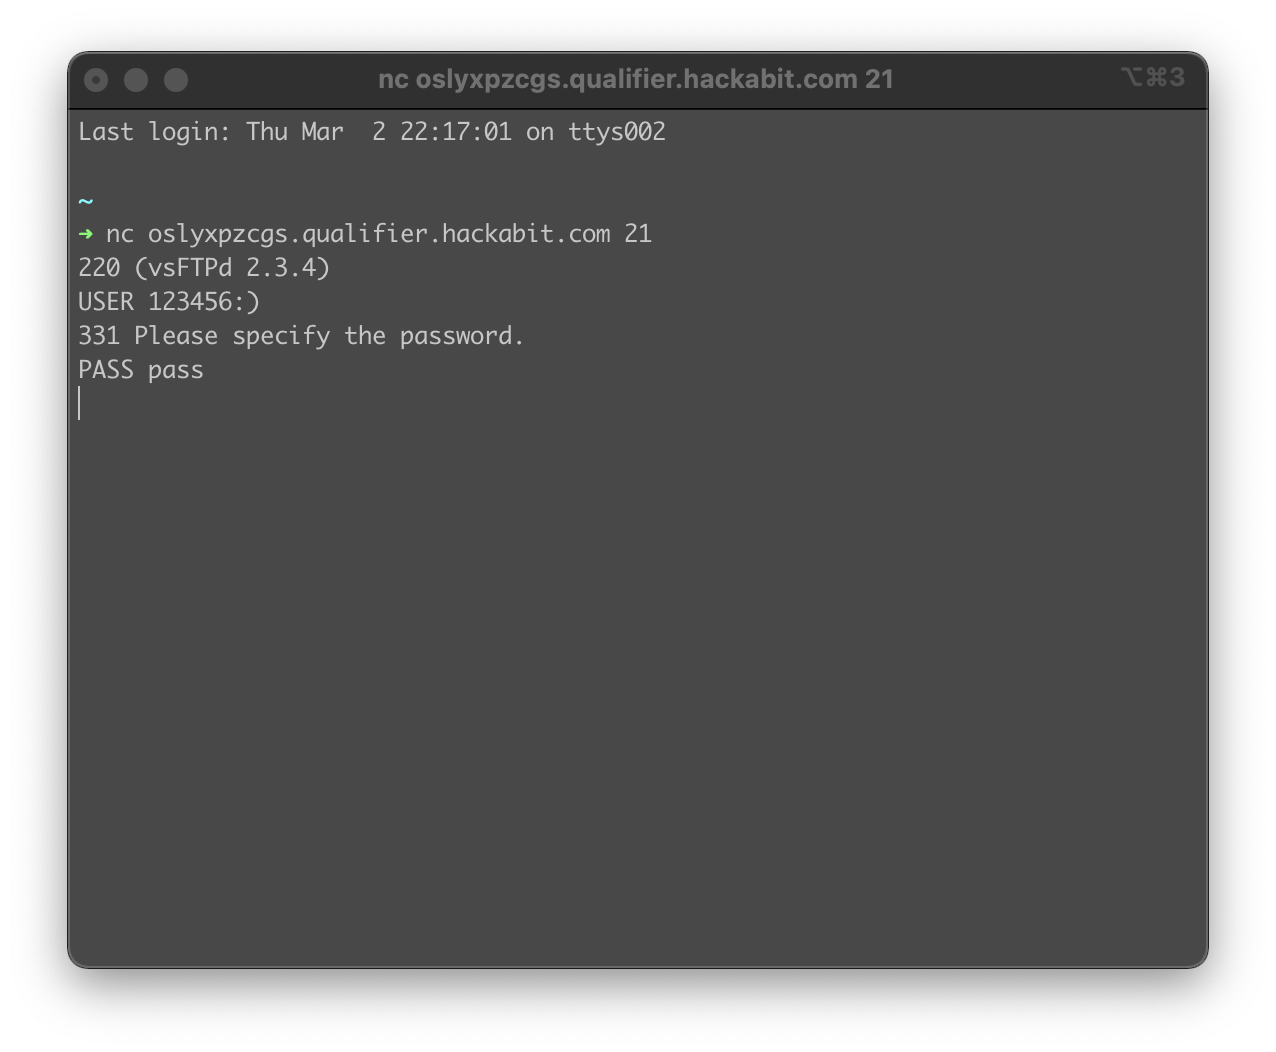 nc oslyxpzcgs.qualifier.hackabit.com 21 ⌥⌘3
Last login: Thu Mar  2 22:17:01 on ttys002
~
➜ nc oslyxpzcgs.qualifier.hackabit.com 21
220 (vsFTPd 2.3.4)
USER 123456:)
331 Please specify the password.
PASS pass